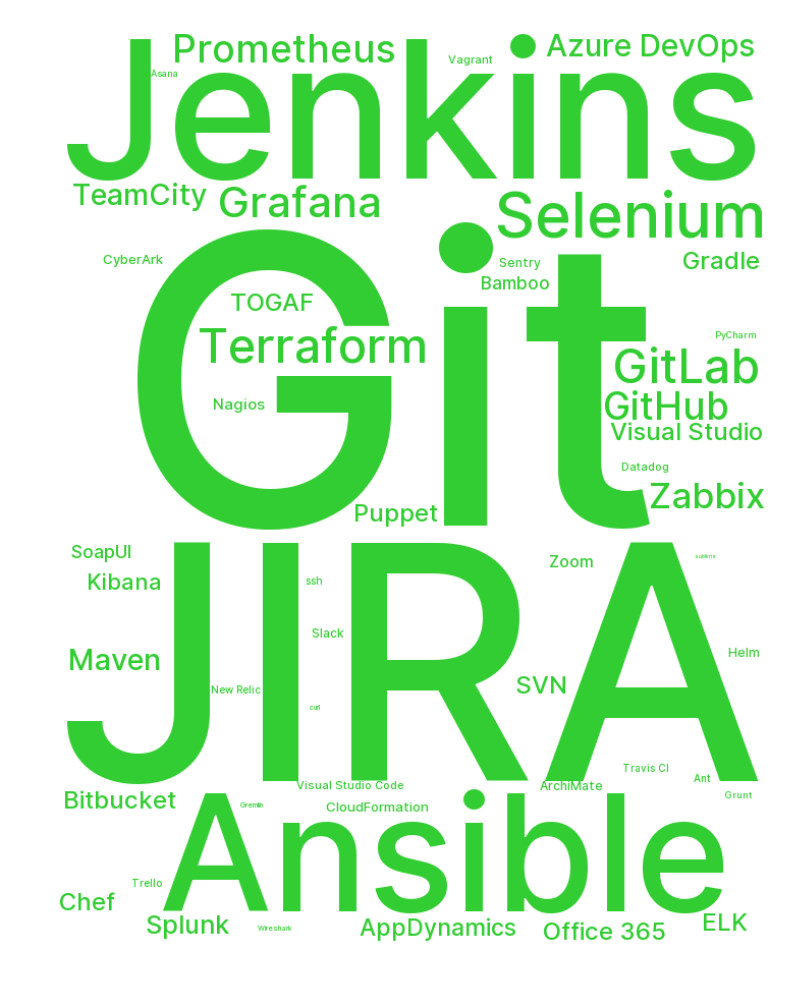 Prometheus
Azure DevOps
Vagrant
Asana
Jenkins
TeamCity
Grafana
Selenium
CyberArk
Sentry
Gradle
Bamboo
TOGAF
Git
Terraform
PyCharm
GitLab
Nagios
GitHub
Visual Studio
Datadog
Zabbix
Puppet
SoapUI
Kibana
ssh
Zoom
sublime
Slack
JIRA
Maven
Helm
New Relic
SVN
curl
Travis CI
Ant
Visual Studio Code
ArchiMate
Grunt
Bitbucket
Gremlin
CloudFormation
Ansible
Trello
Chef
Splunk
Wireshark
AppDynamics
Office 365
ELK